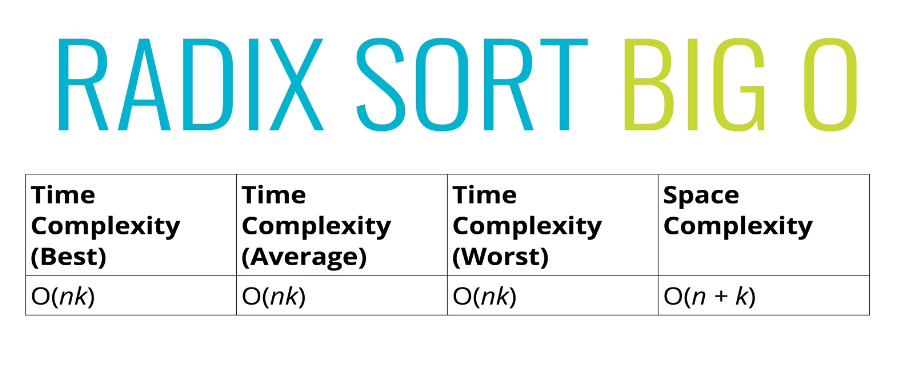 RADIX SORT BIG O
Time Complexity (Best)
Time Complexity (Average)
Time Complexity (Worst)
Space Complexity
O(nk)
O(nk)
O(nk)
O(n + k)